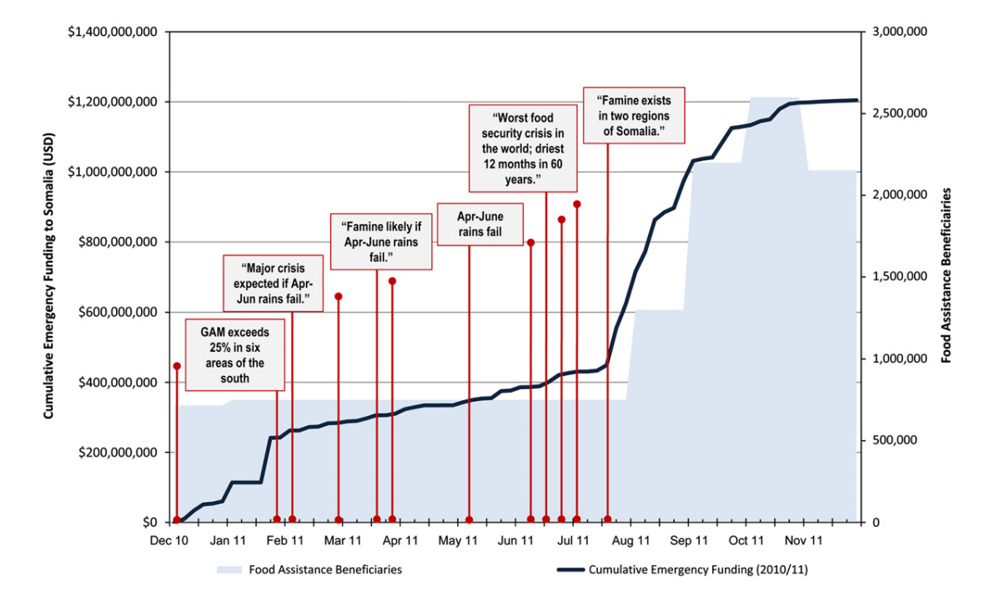 $1,400,000,000
$1,200,000,000
$1,000,000,000
$800,000,000
$600,000,000
$400,000,000
$200,000,000
$0
Cumulative Emergency Funding to Somalia (USD)
3,000,000
2,500,000
2,000,000
1,500,000
1,000,000
500,000
0
Food Assistance Beneficiairies
GAM exceeds
25% in six
areas of the
south
“Major crisis
expected if Apr-
Jun rains fail.”
“Famine likely if
Apr-June rains
fail.”
Apr-June
rains fail
“Worst food
security crisis in
the world; driest
12 months in 60
years.”
“Famine exists
in two regions
of Somalia.”
Dec 10 Jan 11 Feb 11 Mar 11 Apr 11 May 11 Jun 11 Jul 11 Aug 11 Sep 11 Oct 11 Nov 11
Food Assistance Beneficiaries
Cumulative Emergency Funding (2010/11)